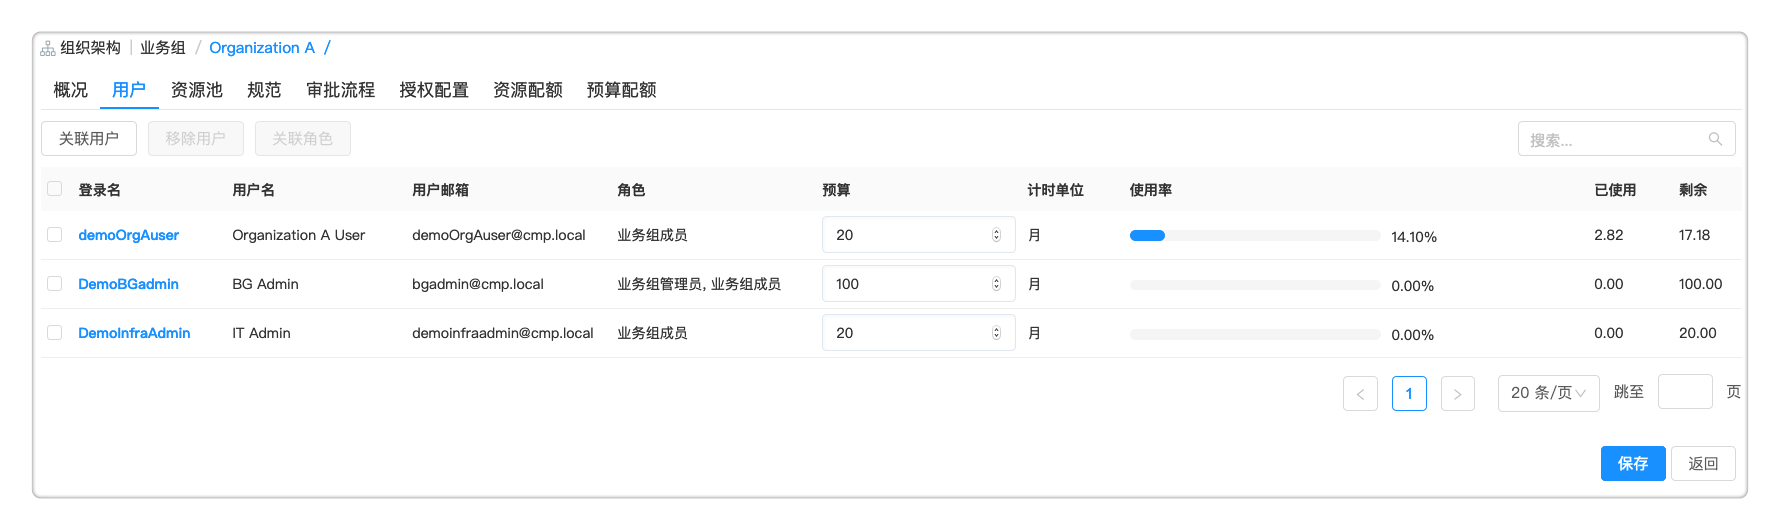 组织架构 | 业务组 / Organization A /
概况 用户 资源池 规范 审批流程 授权配置 资源配额 预算配额
关联用户 移除用户 关联角色 搜索...
登录名 用户名 用户邮箱 角色 预算 计时单位 使用率 已使用 剩余
demoOrgAuser Organization A User demoOrgAuser@cmp.local 业务组成员 20 月 14.10% 2.82 17.18
DemoBGadmin BG Admin bgadmin@cmp.local 业务组管理员, 业务组成员 100 月 0.00% 0.00 100.00
DemoInfraAdmin IT Admin demoinfraadmin@cmp.local 业务组成员 20 月 0.00% 0.00 20.00
< 1 > 20 条/页 跳至 页
保存 返回